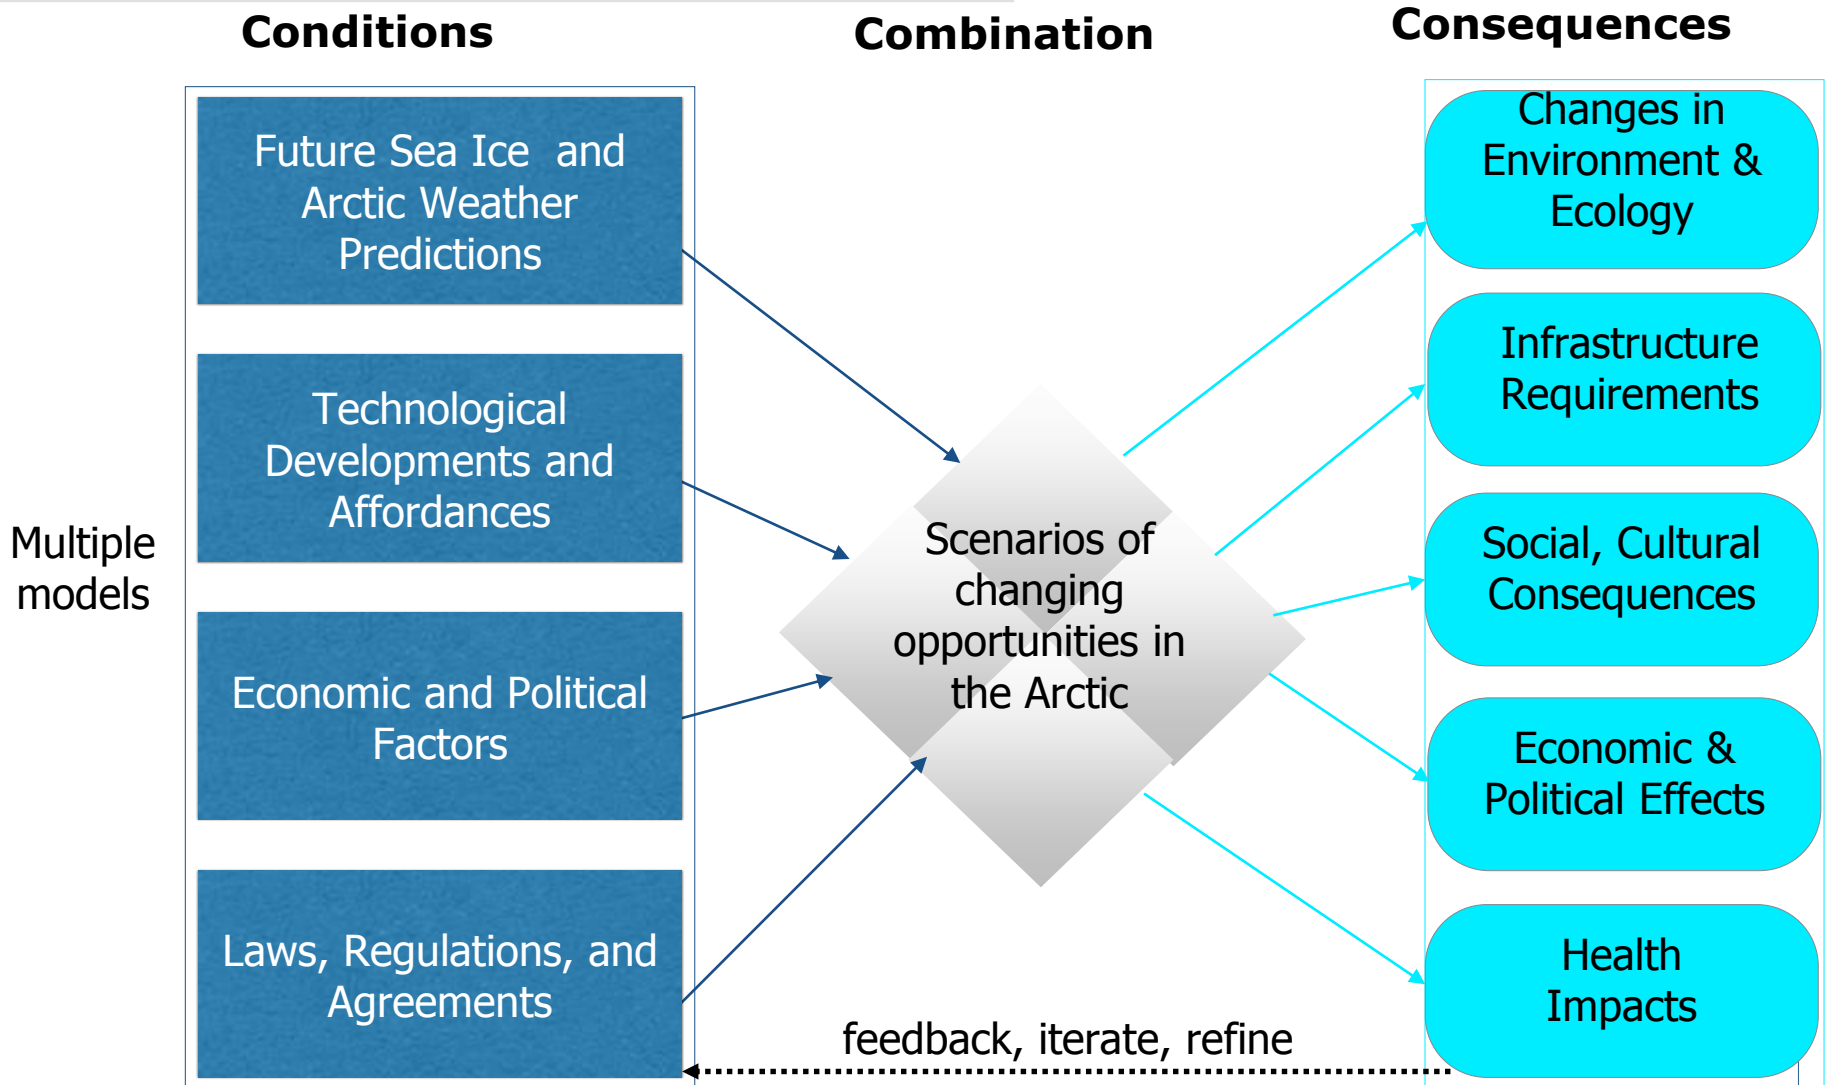 Conditions
Combination
Consequences
Multiple
models
Future Sea Ice  and
Arctic Weather
Predictions
Technological
Developments and
Affordances
Economic and Political
Factors
Laws, Regulations, and
Agreements
Scenarios of
changing
opportunities in
the Arctic
Changes in
Environment &
Ecology
Infrastructure
Requirements
Social, Cultural
Consequences
Economic &
Political Effects
Health
Impacts
feedback, iterate, refine